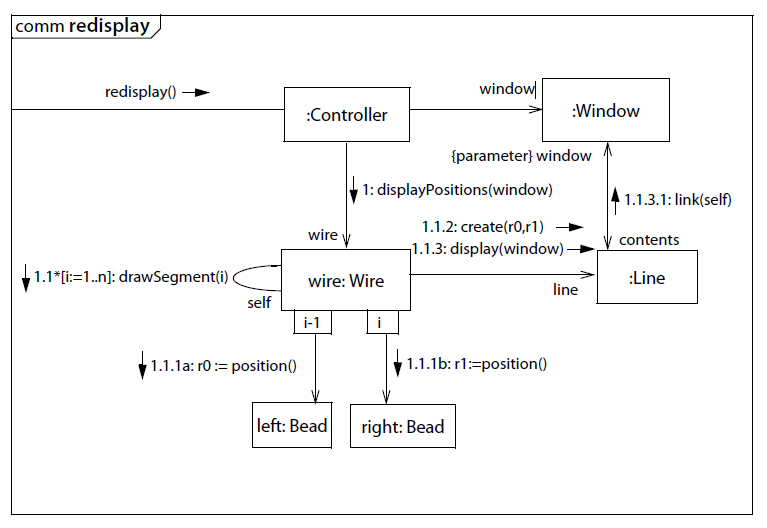 comm redisplay
redisplay()
:Controller
window
:Window
{parameter} window
1: displayPositions(window)
1.1.3.1: link(self)
1.1.2: create(r0,r1)
wire
1.1.3: display(window)
contents
1.1*[i:=1..n]: drawSegment(i)
wire: Wire
:Line
self
line
i-1
i
1.1.1a: r0 := position()
1.1.1b: r1:=position()
left: Bead
right: Bead